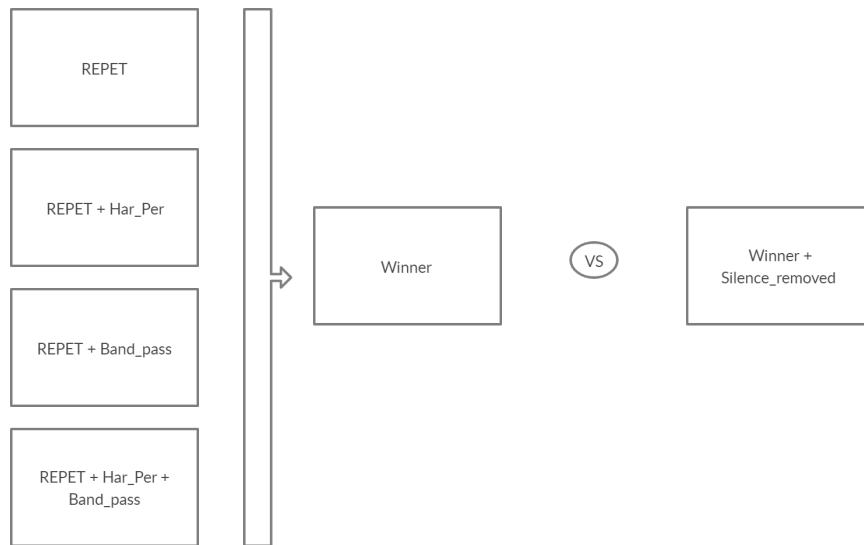 REPET
REPET + Har_Per
REPET + Band_pass
REPET + Har_Per +
Band_pass
Winner
VS
Winner +
Silence_removed